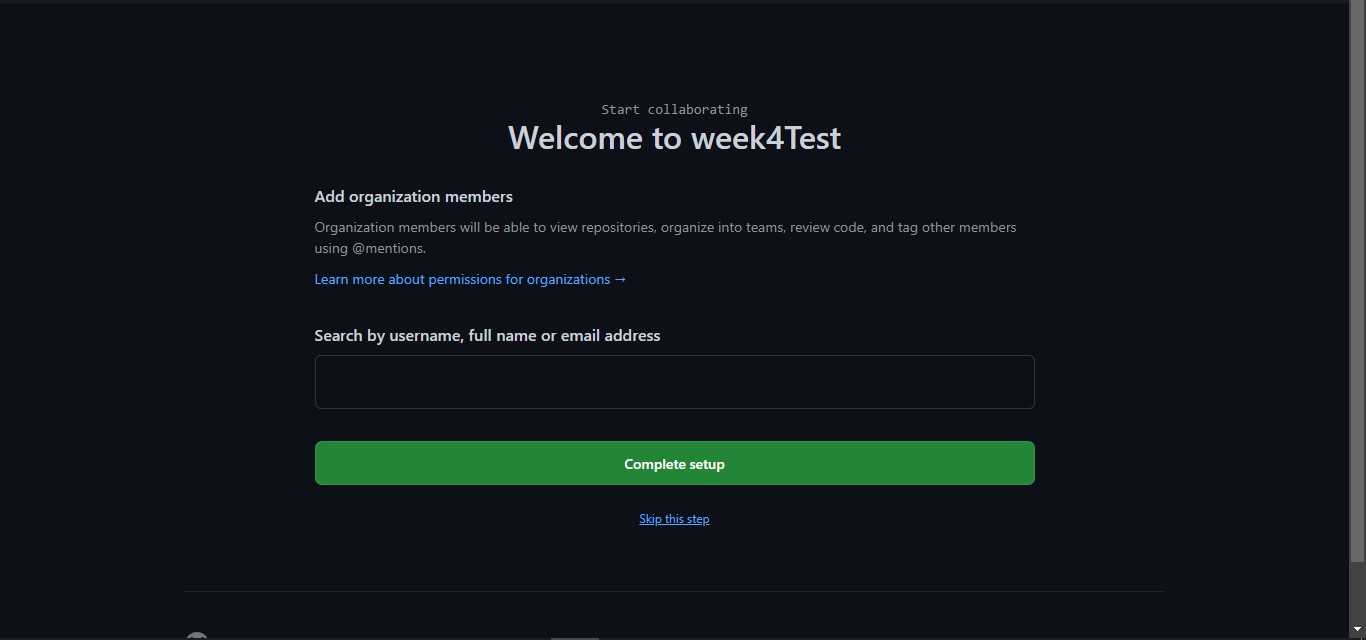 Start collaborating
Welcome to week4Test
Add organization members
Organization members will be able to view repositories, organize into teams, review code, and tag other members
using @mentions.
Learn more about permissions for organizations →
Search by username, full name or email address
Complete setup
Skip this step